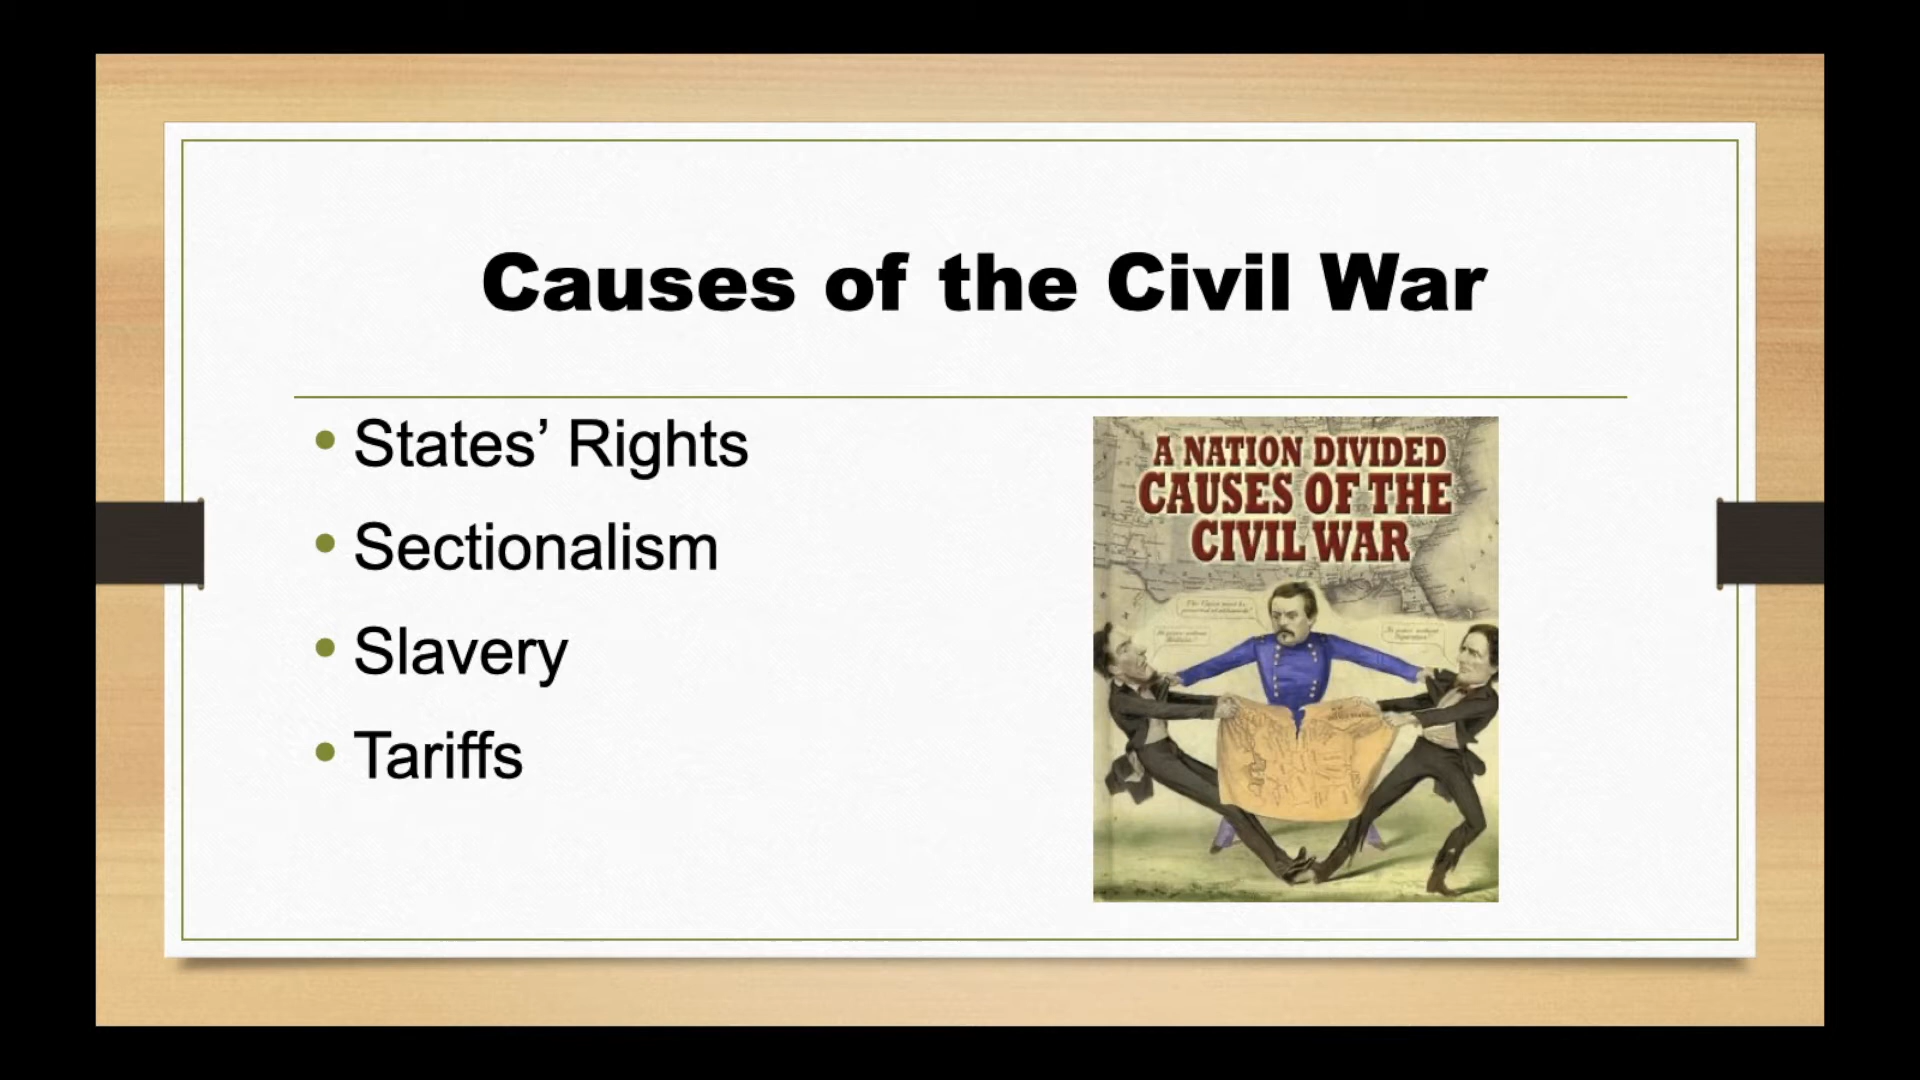 Causes of the Civil War
• States’ Rights
• Sectionalism
• Slavery
• Tariffs
A NATION DIVIDED
CAUSES OF THE
CIVIL WAR